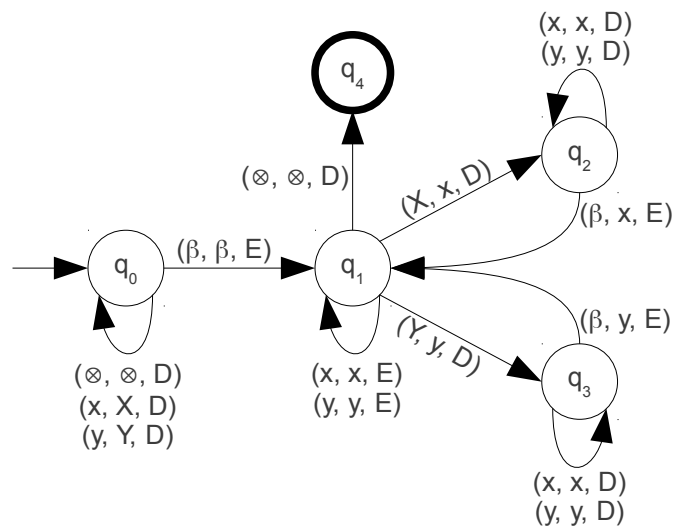 (x, x, D)
(y, y, D)
q4
q2
(⊗, ⊗, D)
(X, x, D)
(β, x, E)
(β, β, E)
q0
q1
(β, y, E)
(Y, y, D)
q3
(⊗, ⊗, D)
(x, X, D)
(y, Y, D)
(x, x, E)
(y, y, E)
(x, x, D)
(y, y, D)